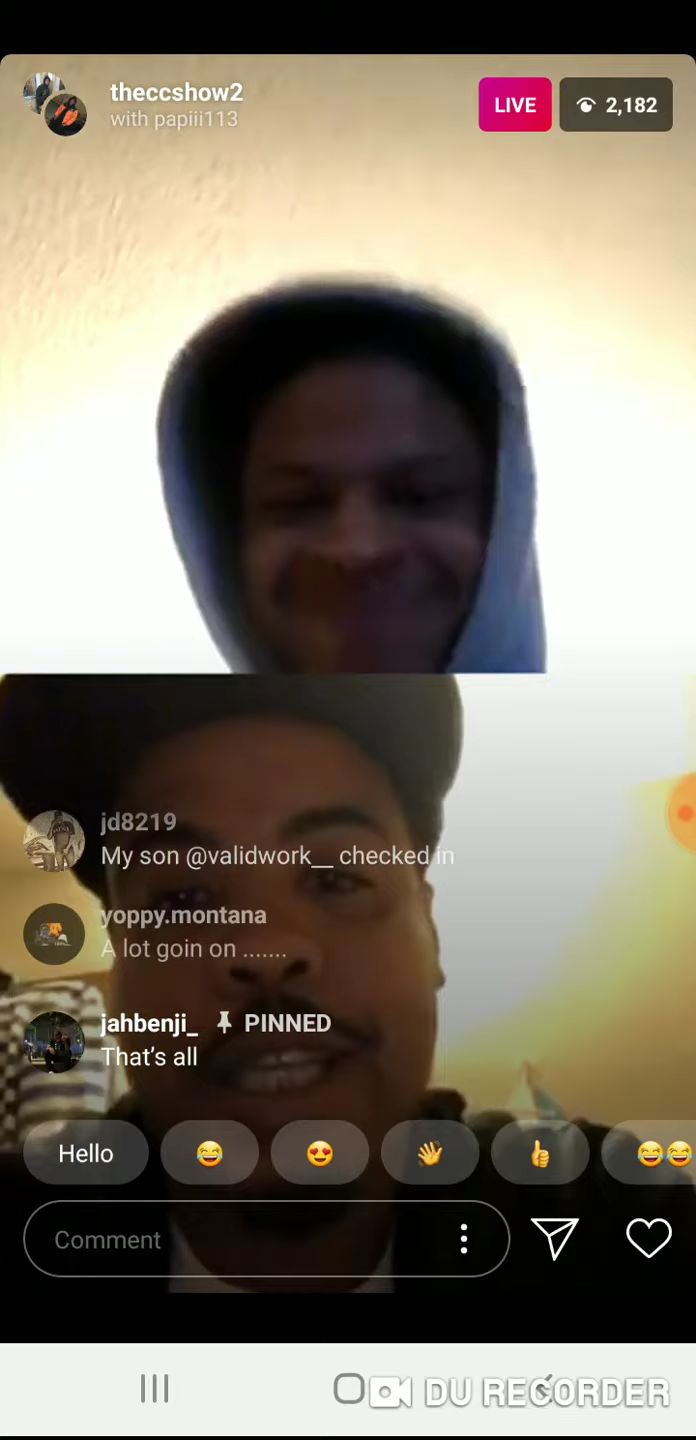 theccshow2
with papiii113
LIVE
2,182
jd8219
My son @validwork__ checked in
yoppy.montana
A lot goin on .......
jahbenji_ PINNED
That’s all
Hello
Comment
DU RECORDER